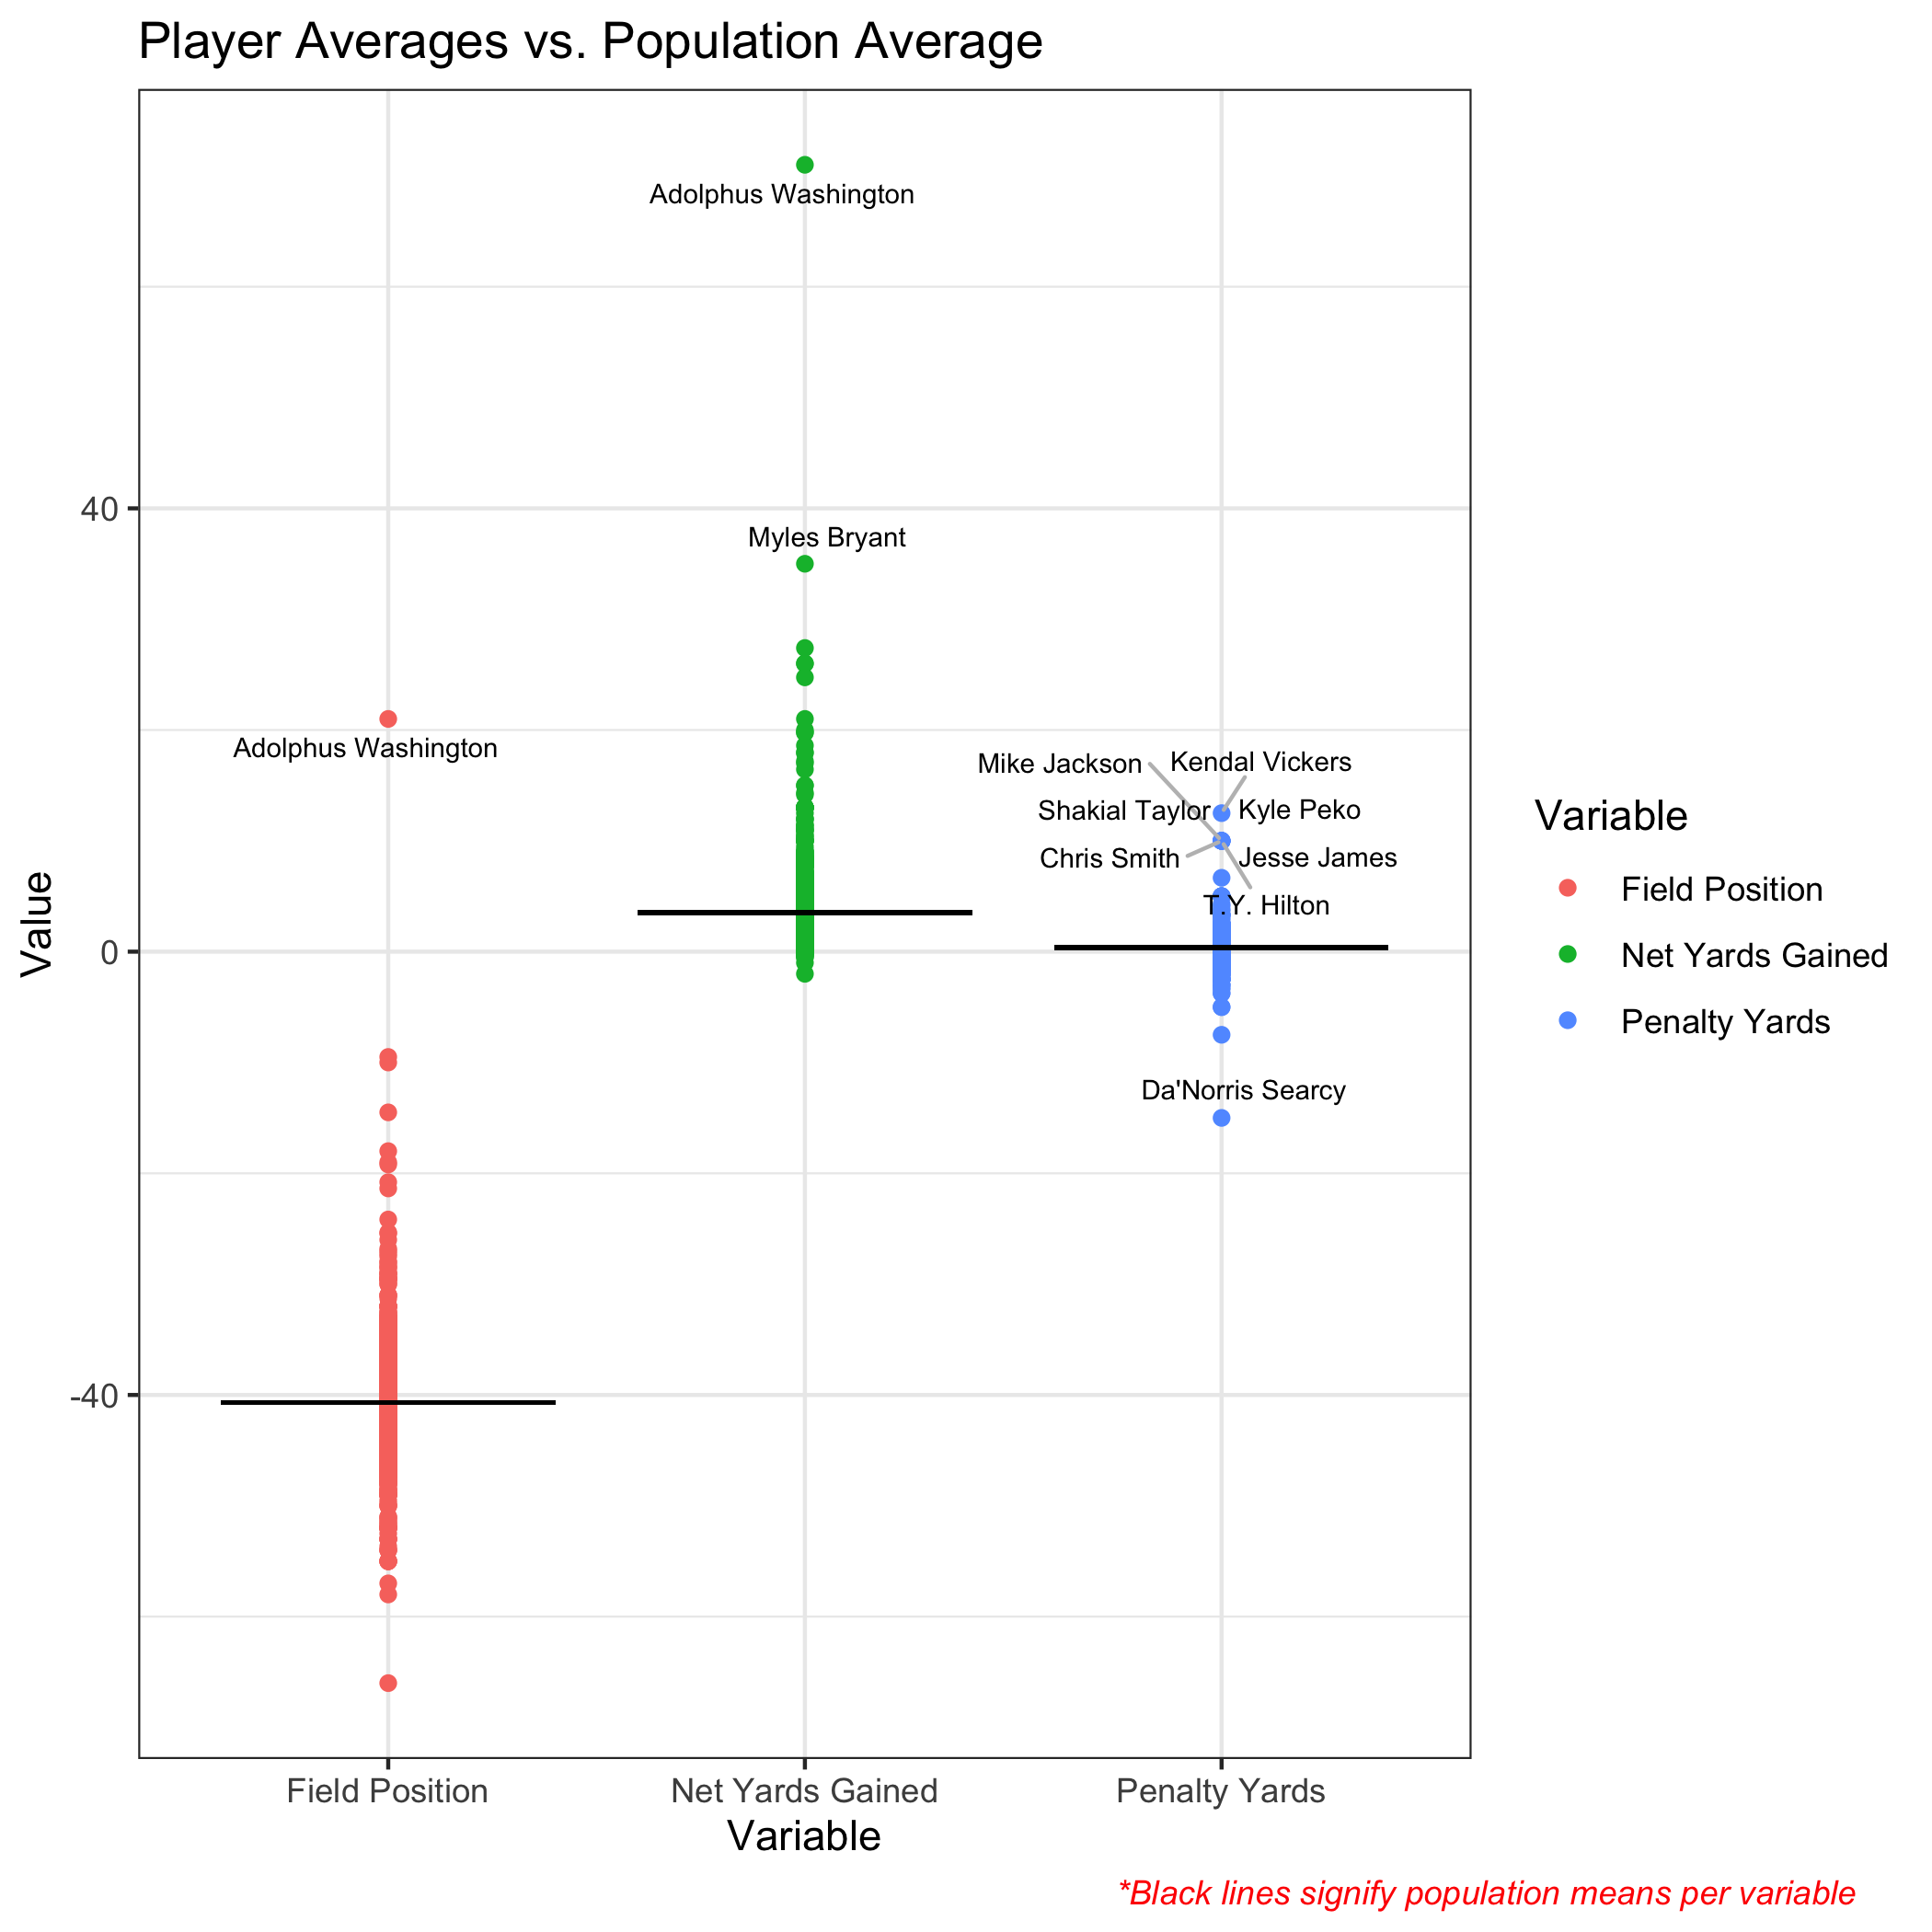 Player Averages vs. Population Average
Adolphus Washington
40
Myles Bryant
Adolphus Washington
Mike Jackson
Kendal Vickers
Shakial Taylor
Kyle Peko
Chris Smith
Jesse James
T.Y. Hilton
Value
0
Da'Norris Searcy
-40
Variable
Field Position
Net Yards Gained
Penalty Yards
Field Position
Net Yards Gained
Penalty Yards
Variable
*Black lines signify population means per variable